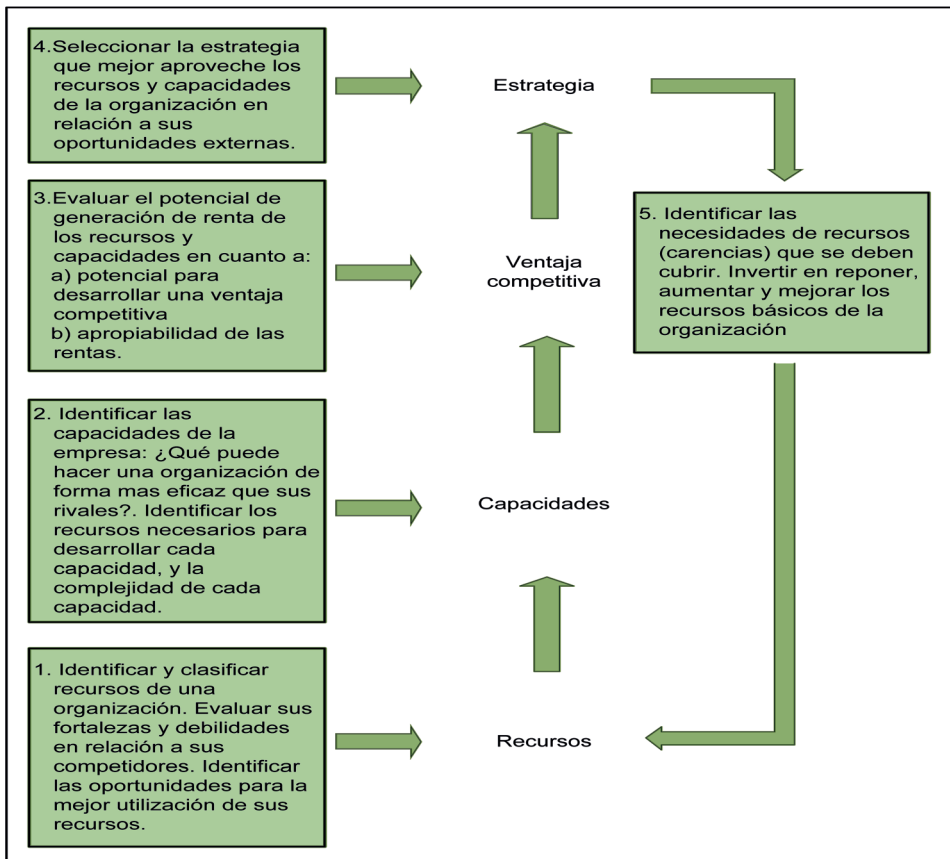 4.Seleccionar la estrategia
que mejor aproveche los
recursos y capacidades
de la organización en
relación a sus
oportunidades externas.
Estrategia
3.Evaluar el potencial de
generación de renta de
los recursos y
capacidades en cuanto a:
a) potencial para
desarrollar una ventaja
competitiva
b) apropiabilidad de las
rentas.
Ventaja
competitiva
5. Identificar las
necesidades de recursos
(carencias) que se deben
cubrir. Invertir en reponer,
aumentar y mejorar los
recursos básicos de la
organización
2. Identificar las
capacidades de la
empresa: ¿Qué puede
hacer una organización de
forma mas eficaz que sus
rivales?. Identificar los
recursos necesarios para
desarrollar cada
capacidad, y la
complejidad de cada
capacidad.
Capacidades
1. Identificar y clasificar
recursos de una
organización. Evaluar sus
fortalezas y debilidades
en relación a sus
competidores. Identificar
las oportunidades para la
mejor utilización de sus
recursos.
Recursos